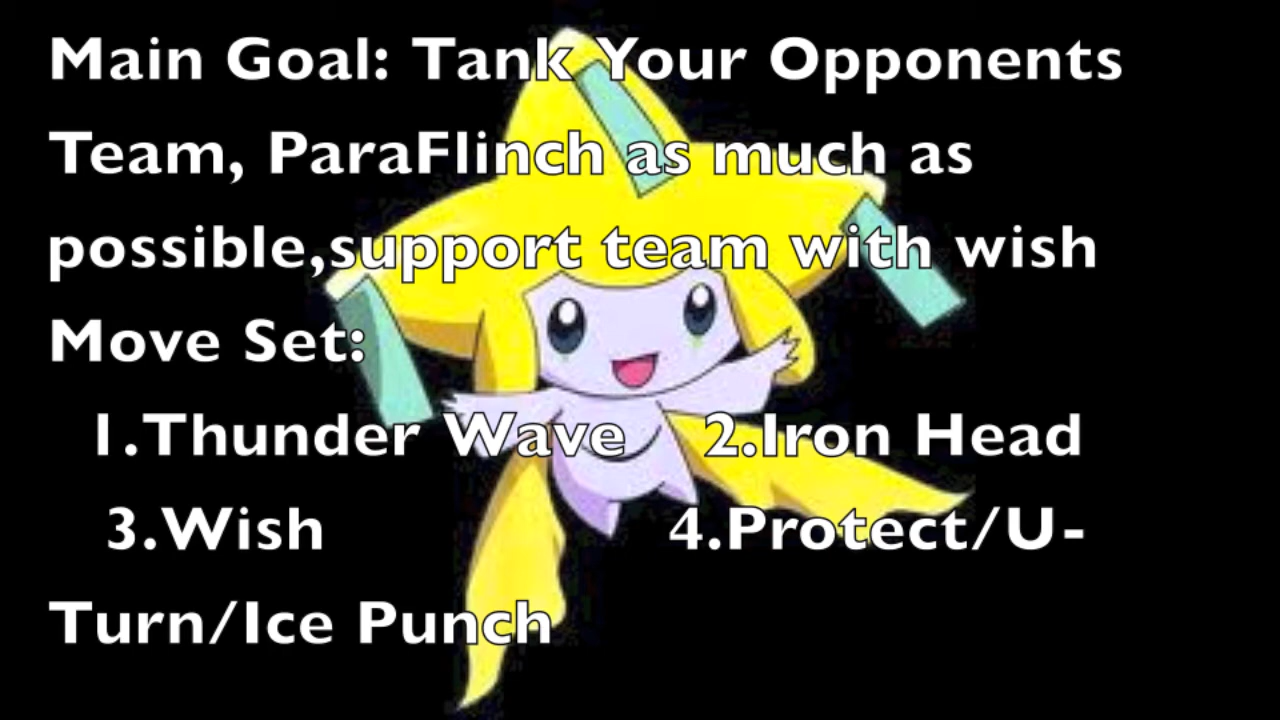 Main Goal: Tank Your Opponents
Team, ParaFlinch as much as
possible,support team with wish
Move Set:
1.Thunder Wave 2.Iron Head
3.Wish 4.Protect/U-
Turn/Ice Punch